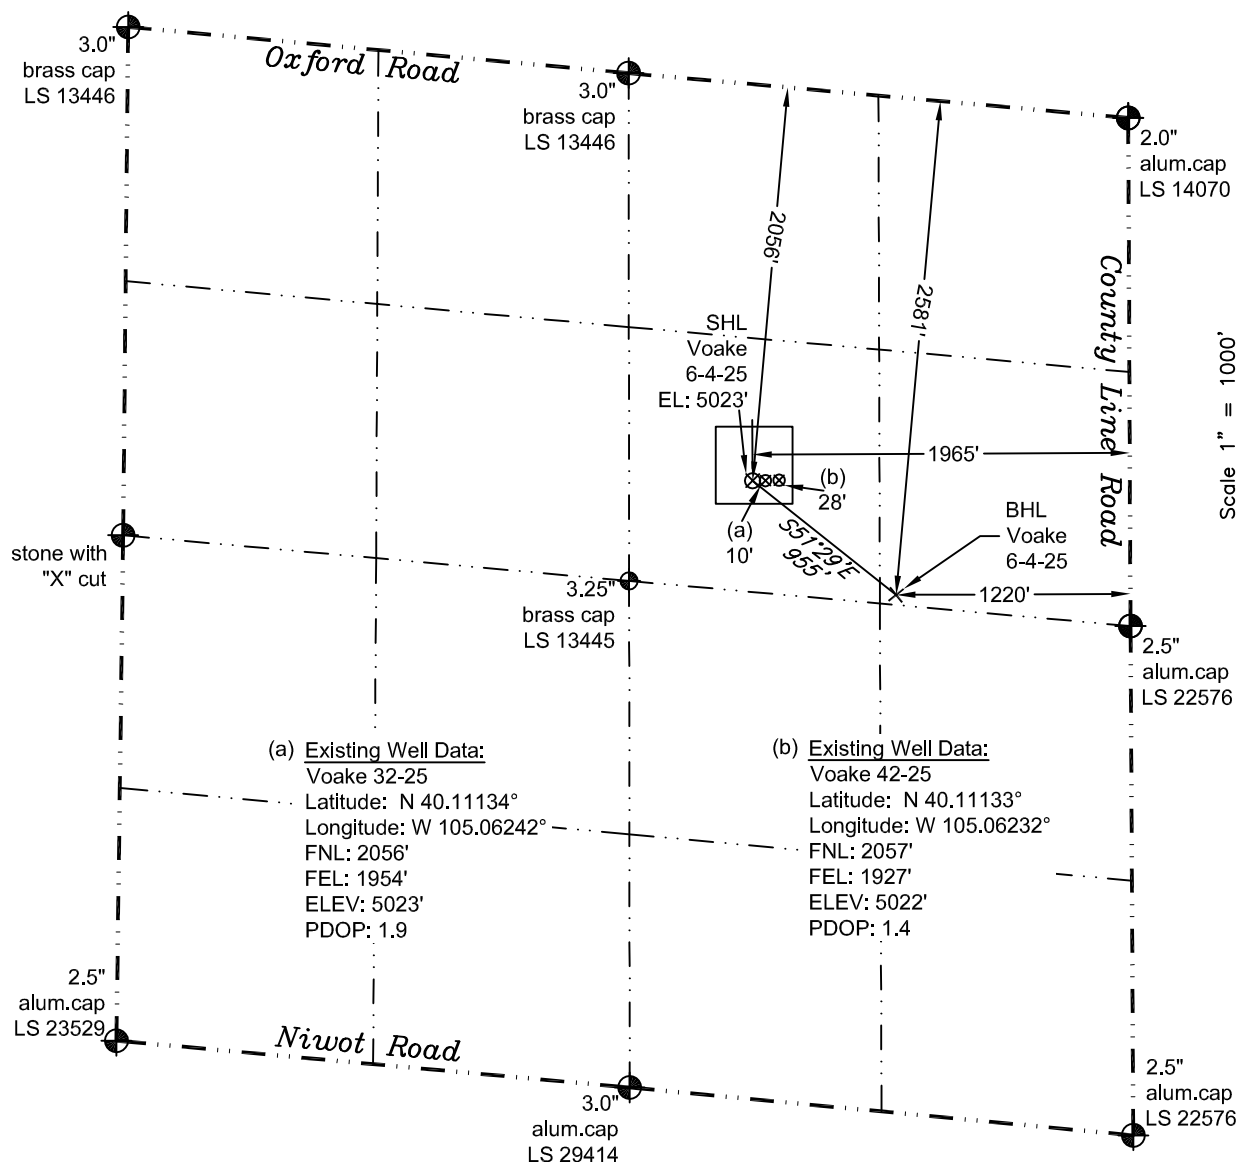 3.0"
brass cap
LS 13446
Oxford Road
3.0"
brass cap
LS 13446
2.0"
alum.cap
LS 14070
2056'
2581'
County Line Road
Scale 1" = 1000'
SHL
Voake
6-4-25
EL: 5023'
1965'
(b)
28'
(a)
10'
S51°29'E
955'
BHL
Voake
6-4-25
1220'
stone with
"X" cut
3.25"
brass cap
LS 13445
2.5"
alum.cap
LS 22576
(a) Existing Well Data:
Voake 32-25
Latitude: N 40.11134°
Longitude: W 105.06242°
FNL: 2056'
FEL: 1954'
ELEV: 5023'
PDOP: 1.9
(b) Existing Well Data:
Voake 42-25
Latitude: N 40.11133°
Longitude: W 105.06232°
FNL: 2057'
FEL: 1927'
ELEV: 5022'
PDOP: 1.4
2.5"
alum.cap
LS 23529
Niwot Road
3.0"
alum.cap
LS 29414
2.5"
alum.cap
LS 22576